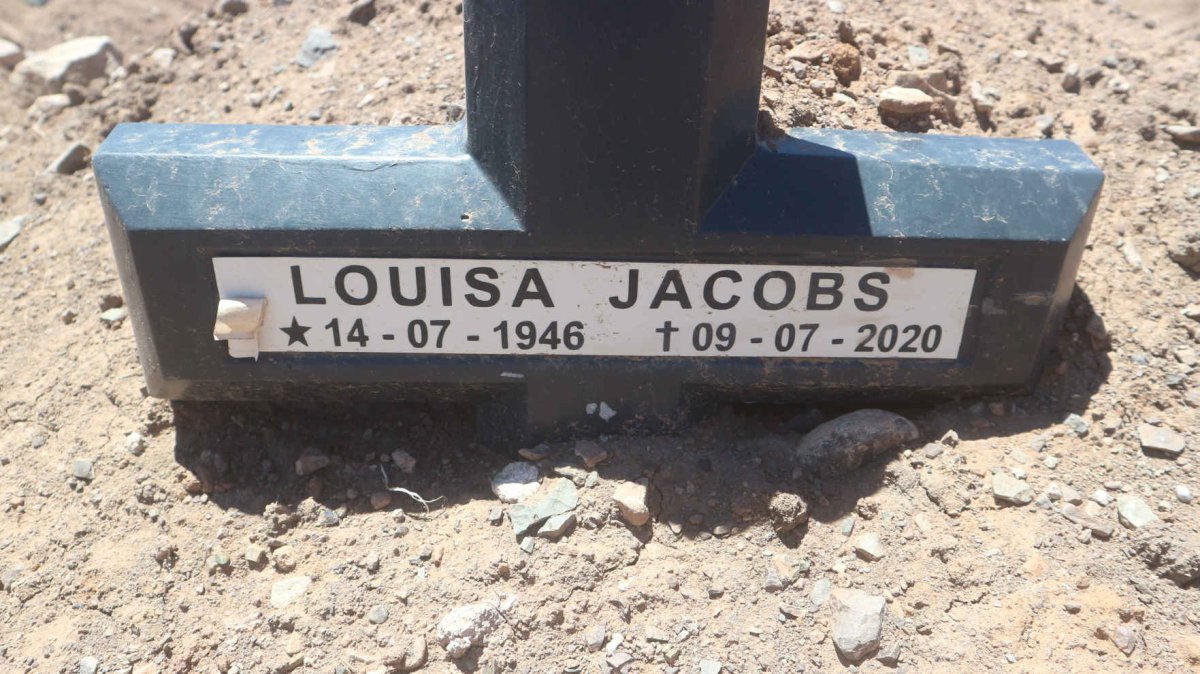 LOUISA JACOBS
★ 14 - 07 - 1946 † 09 - 07 - 2020